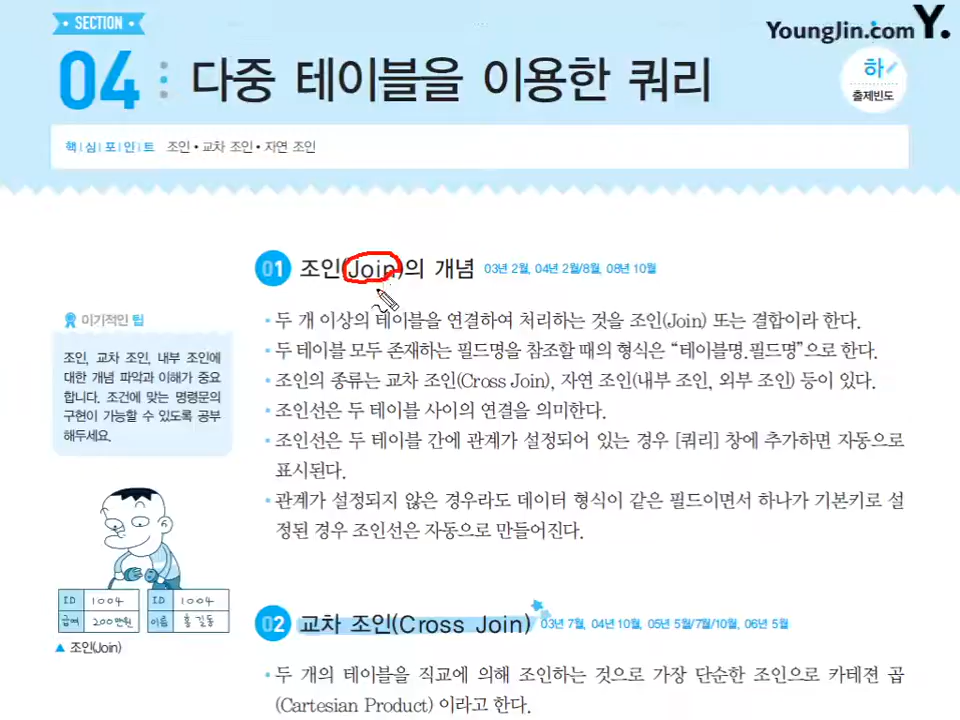 SECTION
YoungJin.com Y.
04 : 다중 테이블을 이용한 쿼리
하
출제빈도
핵심포인트 조인 • 교차 조인 • 자연 조인
01 조인(Join)의 개념 03년 2월, 04년 2월/8월, 08년 10월
• 두 개 이상의 테이블을 연결하여 처리하는 것을 조인(Join) 또는 결합이라 한다.
• 두 테이블 모두 존재하는 필드명을 참조할 때의 형식은 “테이블명.필드명”으로 한다.
• 조인의 종류는 교차 조인(Cross Join), 자연 조인(내부 조인, 외부 조인) 등이 있다.
• 조인선은 두 테이블 사이의 연결을 의미한다.
• 조인선은 두 테이블 간에 관계가 설정되어 있는 경우 [쿼리] 창에 추가하면 자동으로
표시된다.
• 관계가 설정되지 않은 경우라도 데이터 형식이 같은 필드이면서 하나가 기본키로 설
정된 경우 조인선은 자동으로 만들어진다.
이기적인 팁
조인, 교차 조인, 내부 조인에
대한 개념 파악과 이해가 중요
합니다. 조건에 맞는 명령문의
구현이 가능할 수 있도록 공부
해두세요.
ID 1004 ID 1004
급여 200만원 이름 홍길동
▲ 조인(Join)
02 교차 조인(Cross Join) 03년 7월, 04년 10월, 05년 5월/7월/10월, 06년 5월
• 두 개의 테이블을 직교에 의해 조인하는 것으로 가장 단순한 조인으로 카테젼 곱
(Cartesian Product) 이라고 한다.